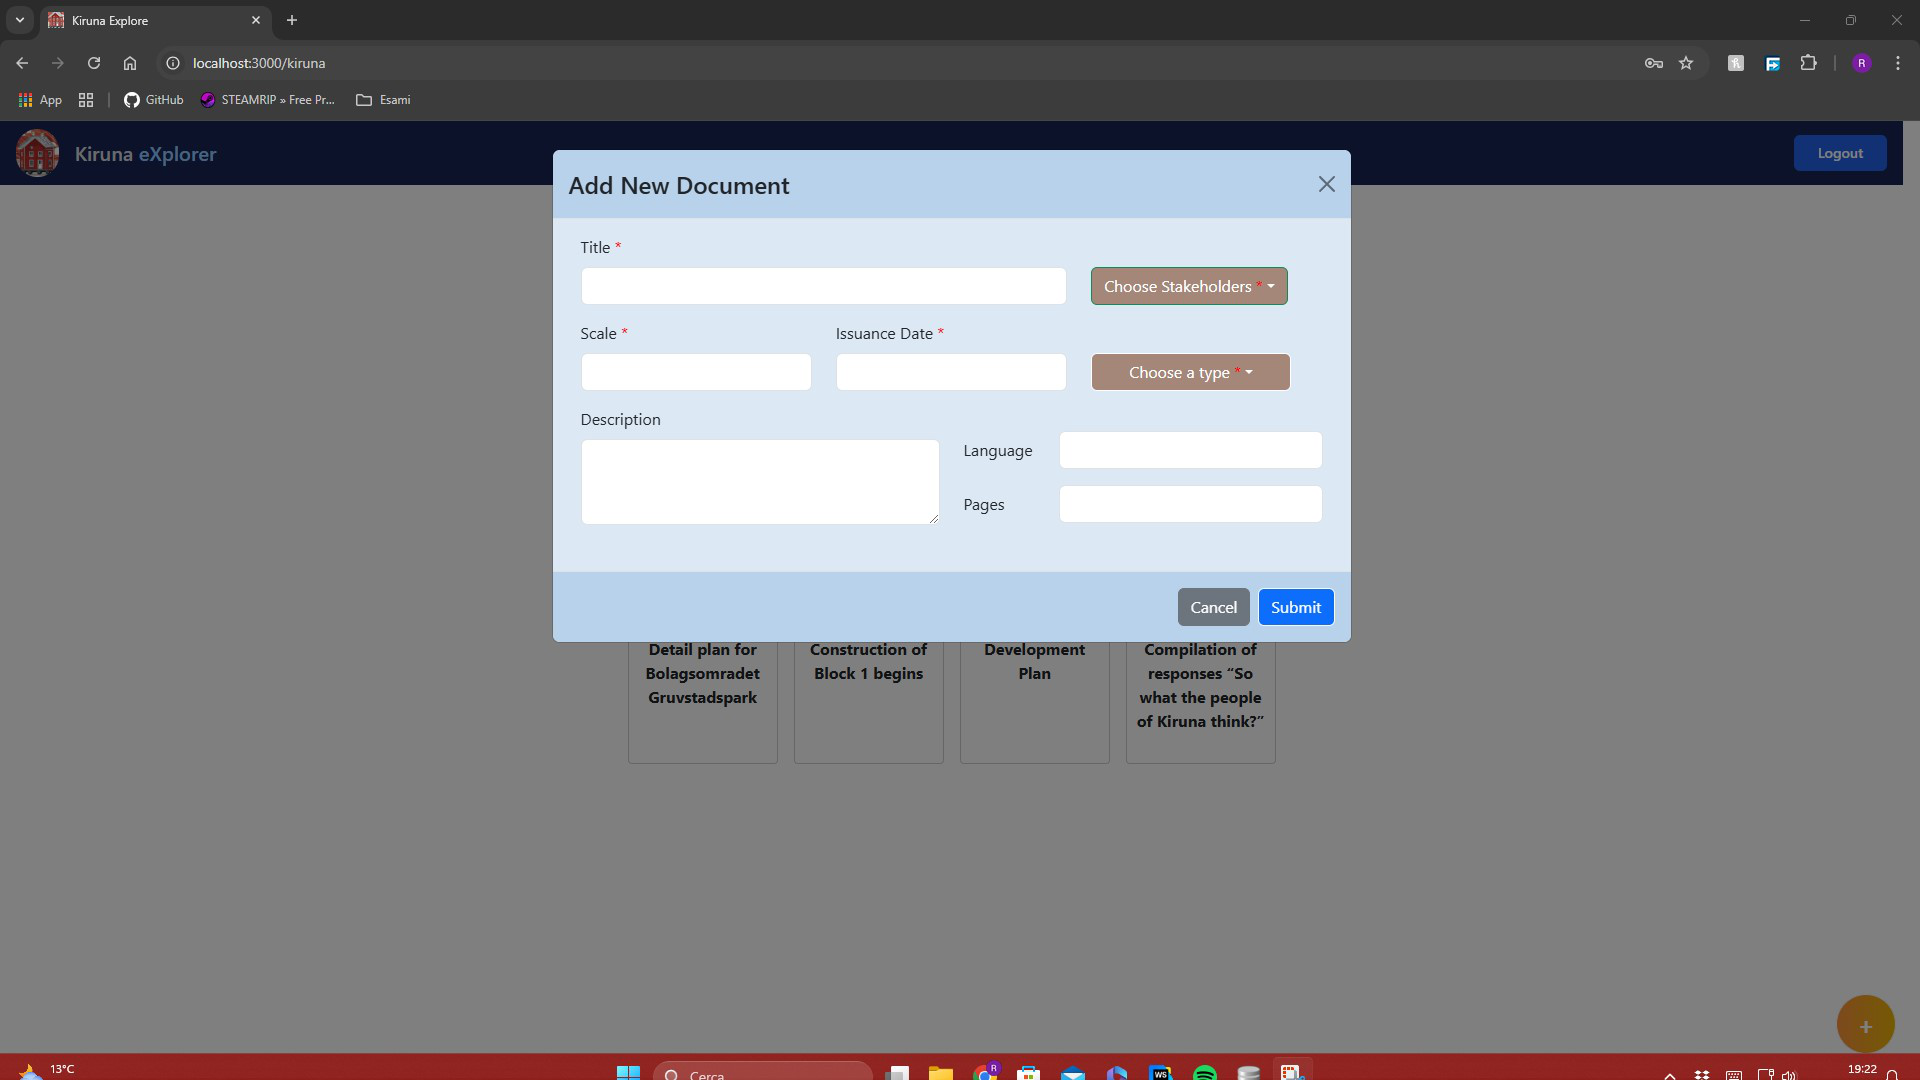 Kiruna Explore
localhost:3000/kiruna
R
App
GitHub
STEAMRIP » Free Pr...
Esami
Kiruna eXplorer
Logout
Add New Document
Title *
Choose Stakeholders *
Scale *
Issuance Date *
Choose a type *
Description
Language
Pages
Cancel
Submit
Detail plan for
Bolagsomradet
Gruvstadspark
Construction of
Block 1 begins
Development
Plan
Compilation of
responses “So
what the people
of Kiruna think?”
+
13°C
Cerca
R
WS
19:22